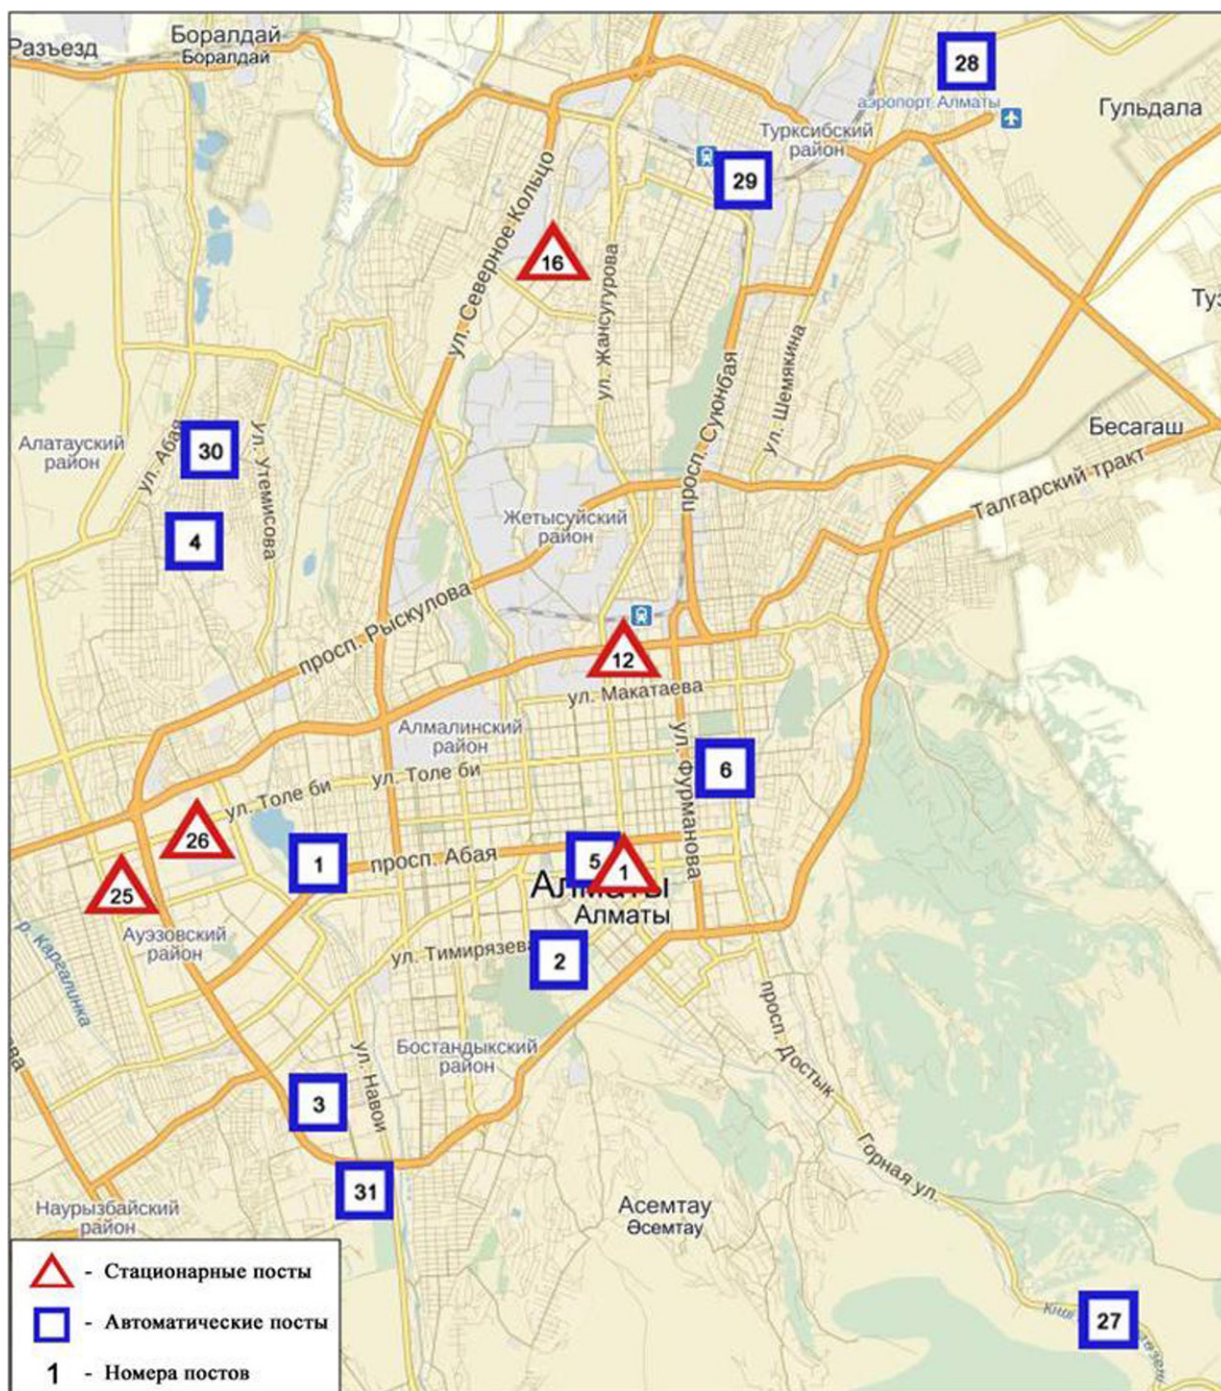 Разъезд
Боралдай
Боралдай
28
аэропорт Алматы
Гульдала
Турксибский
район
29
ул. Северное Кольцо
16
ул. Жансугурова
ул. Шемякина
просп. Суюнбая
Алатауский
район
ул. Абая
30
ул. Утемисова
4
Бесагаш
Талгарский тракт
Жетысуйский
район
просп. Рыскулова
12
ул. Макатаева
Алмалинский
район
ул. Фурманова
6
ул. Толе би
ул. Толе би
26
25
1
просп. Абая
5
1
Алматы
Алматы
р. Каргалинка
Ауэзовский
район
ул. Тимирязева
2
просп. Достык
Бостандыкский
район
ул. Навои
3
31
Горная ул.
Наурызбайский
район
Асемтау
Әсемтау
27
- Стационарные посты
- Автоматические посты
1 - Номера постов